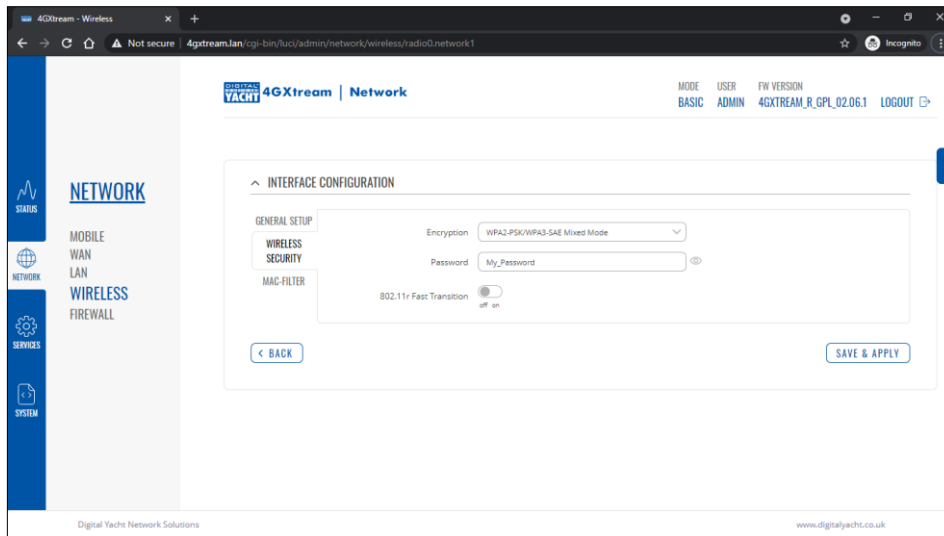 4GXtream - Wireless
Not secure 4gxtream.lan/cgi-bin/luci/admin/network/wireless/radio0.network1
Incognito
DIGITAL YACHT 4GXtream | Network
MODE USER FW VERSION
BASIC ADMIN 4GXTREAM_R_GPL_02.06.1 LOGOUT
STATUS
NETWORK
SERVICES
SYSTEM
NETWORK
MOBILE
WAN
LAN
WIRELESS
FIREWALL
INTERFACE CONFIGURATION
GENERAL SETUP
WIRELESS SECURITY
MAC-FILTER
Encryption WPA2-PSK/WPA3-SAE Mixed Mode
Password My_Password
802.11r Fast Transition
off on
< BACK
SAVE & APPLY
Digital Yacht Network Solutions
www.digitalyacht.co.uk